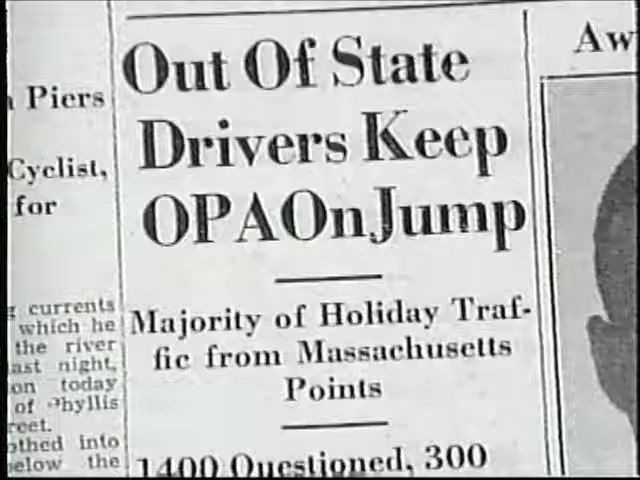 Piers
Cyclist,
for
currents
which he
the river
ast night,
on today
of Phyllis
reet.
othed into
elow the
Out Of State
Drivers Keep
OPA On Jump
Majority of Holiday Traf-
fic from Massachusetts
Points
1400 Questioned, 300
Aw